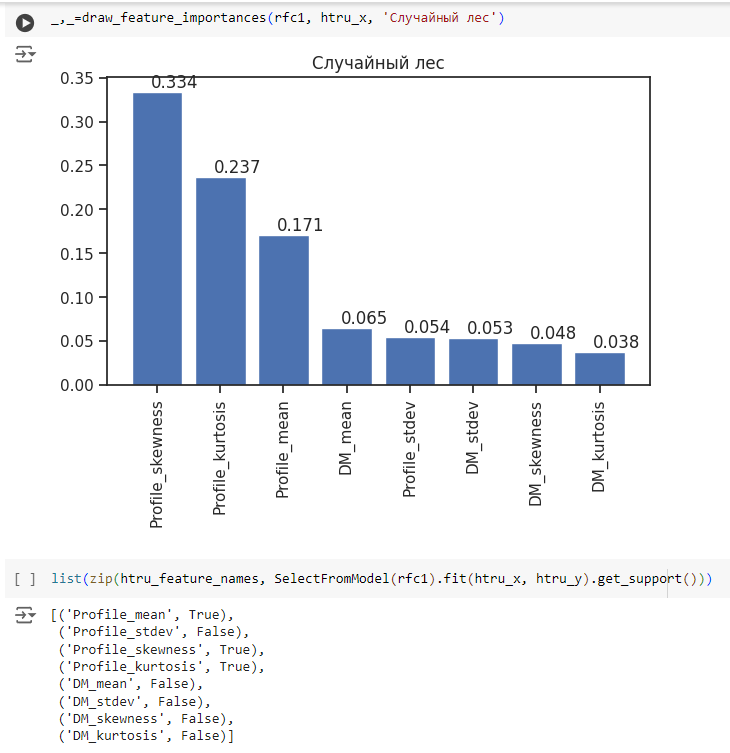 _,_=draw_feature_importances(rfc1, htru_x, 'Случайный лес')
Случайный лес
0.35
0.30
0.25
0.20
0.15
0.10
0.05
0.00
0.334
0.237
0.171
0.065
0.054
0.053
0.048
0.038
Profile_skewness
Profile_kurtosis
Profile_mean
DM_mean
Profile_stdev
DM_stdev
DM_skewness
DM_kurtosis
[ ] list(zip(htru_feature_names, SelectFromModel(rfc1).fit(htru_x, htru_y).get_support()))
[('Profile_mean', True),
('Profile_stdev', False),
('Profile_skewness', True),
('Profile_kurtosis', True),
('DM_mean', False),
('DM_stdev', False),
('DM_skewness', False),
('DM_kurtosis', False)]